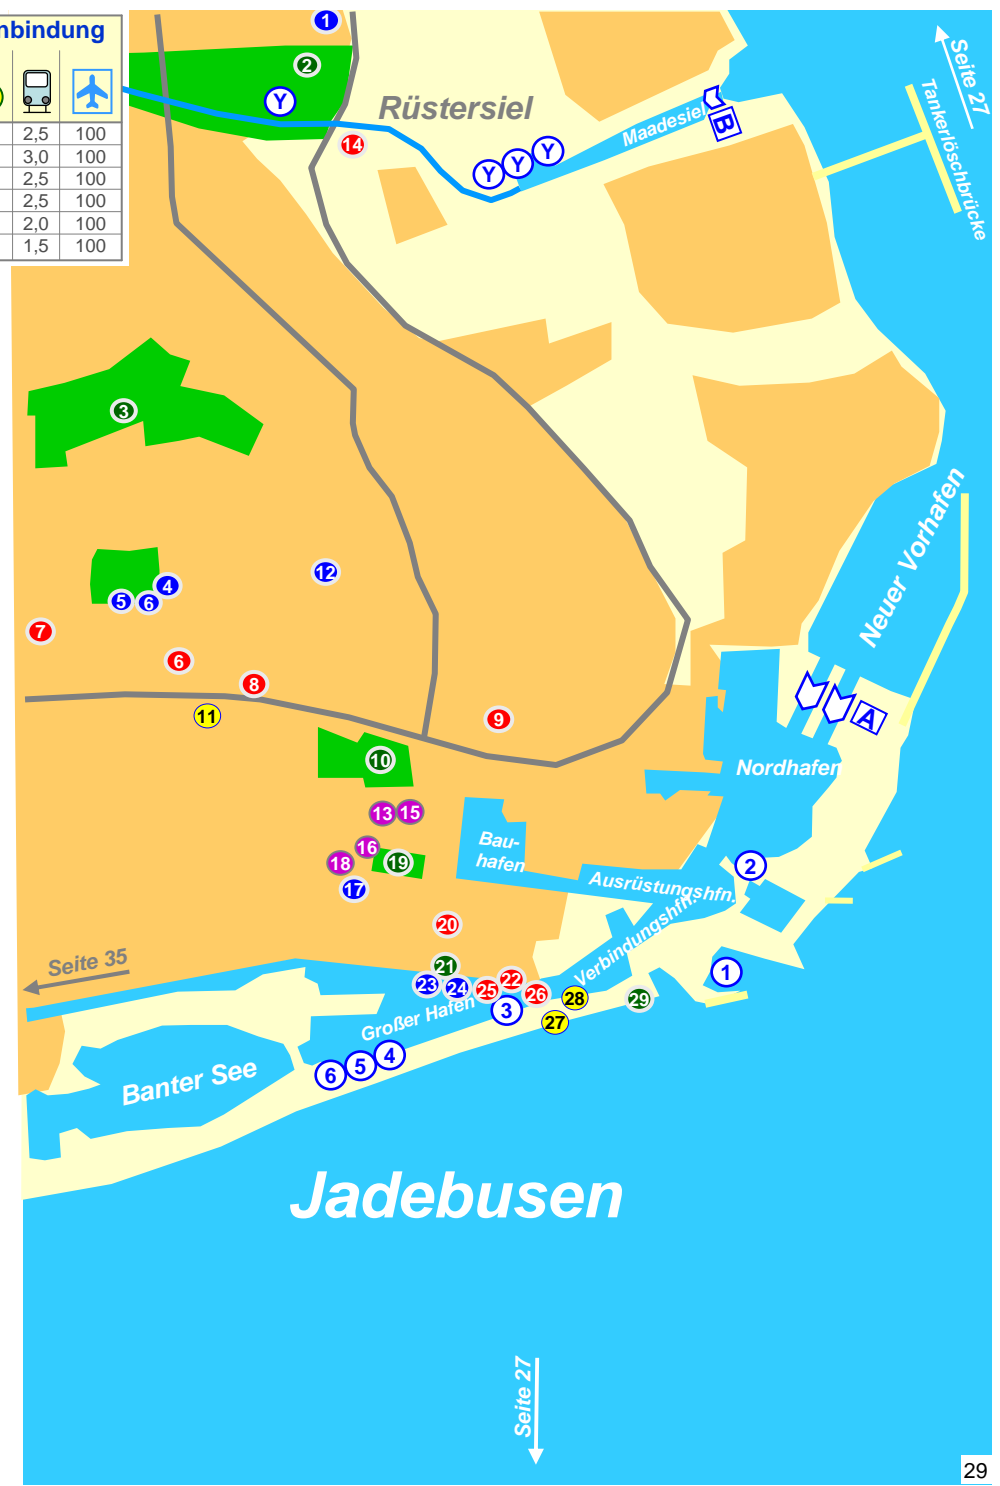 nbindung
2,5 100
3,0 100
2,5 100
2,5 100
2,0 100
1,5 100
1
2
Y
Rüstersiel
14
Y Y Y
Maadesiel
B
Seite 27
Tankerlöschbrücke
3
12
4
5 6
7
6
8
11
9
10
Neuer Vorhafen
A
Nordhafen
13 15
16
18
19
17
Bau-
hafen
Ausrüstungshfn.
2
20
Verbindungshfn.
Seite 35
21
23 24 25 22 26
28
29
1
3
27
Großer Hafen
4
5
6
Banter See
Jadebusen
Seite 27
29